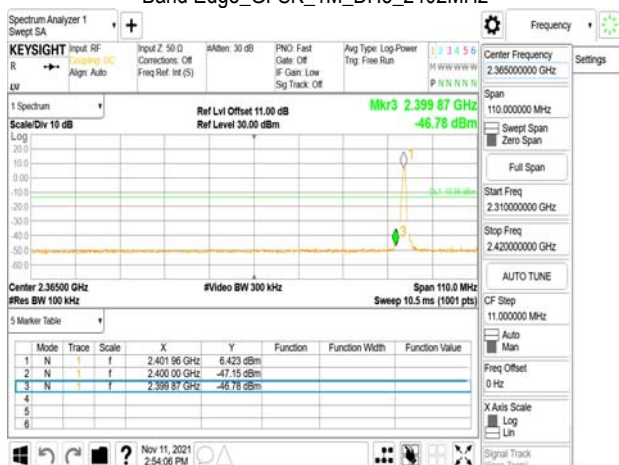 Band Edge_GFSK_1M_DH5_2402MHz
Spectrum Analyzer 1
Swept SA
+
Frequency
Settings
KEYSIGHT
R
LV
Input: RF
Coupling: DC
Align: Auto
Input Z: 50 Ω
Corrections: Off
Freq Ref: Int (S)
#Atten: 30 dB
PNO: Fast
Gate: Off
IF Gain: Low
Sig Track: Off
Avg Type: Log-Power
Trig: Free Run
1 2 3 4 5 6
M W W W W W
P N N N N N
1 Spectrum
Scale/Div 10 dB
Log
Ref Lvl Offset 11.00 dB
Ref Level 30.00 dBm
Mkr3 2.399 87 GHz
-46.78 dBm
20.0
10.0
0.00
-10.0
-20.0
-30.0
-40.0
-50.0
-60.0
1
3
Center 2.36500 GHz
#Res BW 100 kHz
#Video BW 300 kHz
Span 110.0 MHz
Sweep 10.5 ms (1001 pts)
5 Marker Table
Mode Trace Scale X Y Function Function Width Function Value
1 N 1 f 2.401 96 GHz 6.423 dBm
2 N 1 f 2.400 00 GHz -47.15 dBm
3 N 1 f 2.399 87 GHz -46.78 dBm
4
5
6
Nov 11, 2021
2:54:06 PM
?
Center Frequency
2.365000000 GHz
Span
110.000000 MHz
Swept Span
Zero Span
Full Span
Start Freq
2.310000000 GHz
Stop Freq
2.420000000 GHz
AUTO TUNE
CF Step
11.000000 MHz
Auto
Man
Freq Offset
0 Hz
X Axis Scale
Log
Lin
Signal Track